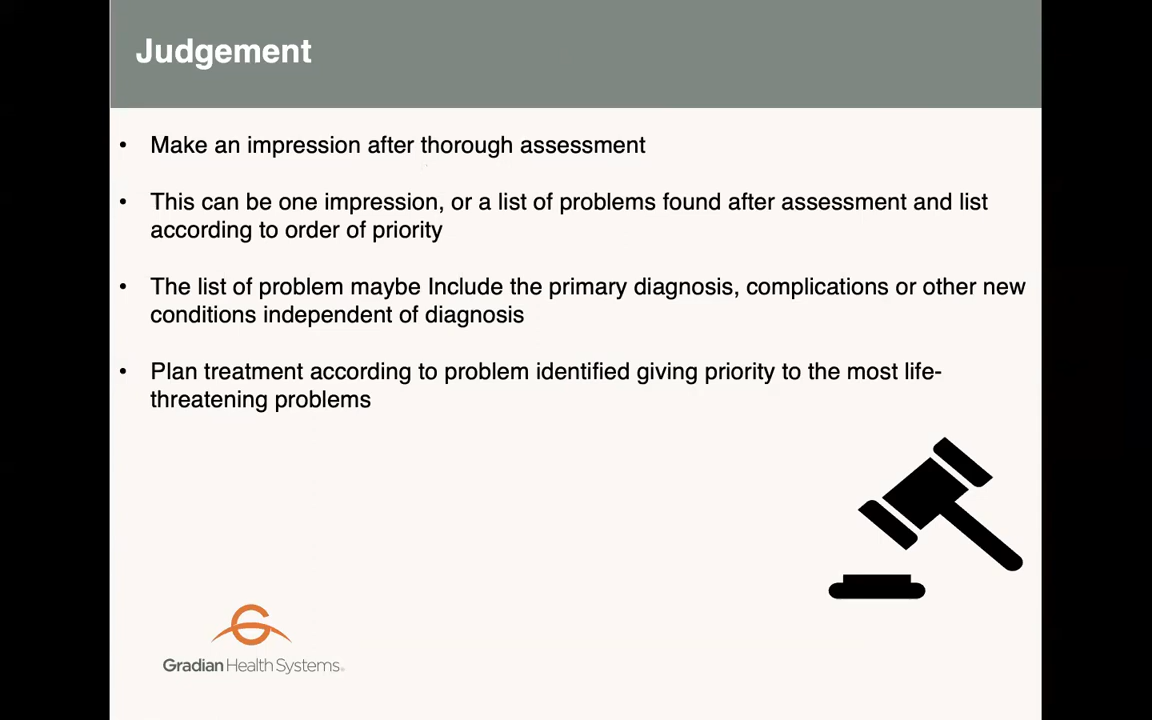 Judgement
• Make an impression after thorough assessment
• This can be one impression, or a list of problems found after assessment and list
according to order of priority
• The list of problem maybe Include the primary diagnosis, complications or other new
conditions independent of diagnosis
• Plan treatment according to problem identified giving priority to the most life-
threatening problems
Gradian Health Systems